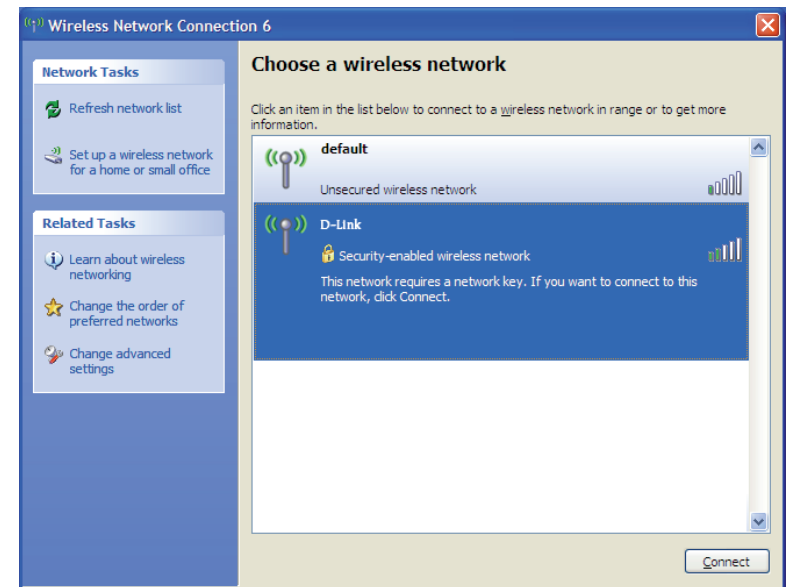 Wireless Network Connection 6
Network Tasks
Refresh network list
Set up a wireless network
for a home or small office
Related Tasks
Learn about wireless
networking
Change the order of
preferred networks
Change advanced
settings
Choose a wireless network
Click an item in the list below to connect to a wireless network in range or to get more
information.
default
Unsecured wireless network
D-Link
Security-enabled wireless network
This network requires a network key. If you want to connect to this
network, click Connect.
Connect